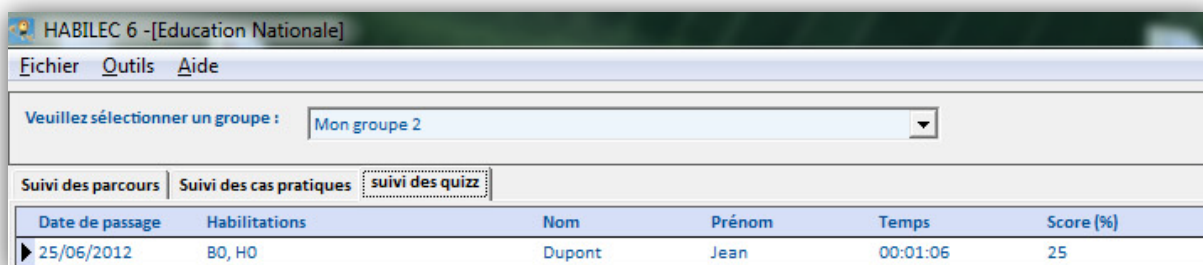 HABILEC 6 -[Education Nationale]
Fichier Outils Aide
Veuillez sélectionner un groupe : Mon groupe 2
Suivi des parcours Suivi des cas pratiques suivi des quizz
Date de passage Habilitations Nom Prénom Temps Score (%)
25/06/2012 B0, H0 Dupont Jean 00:01:06 25